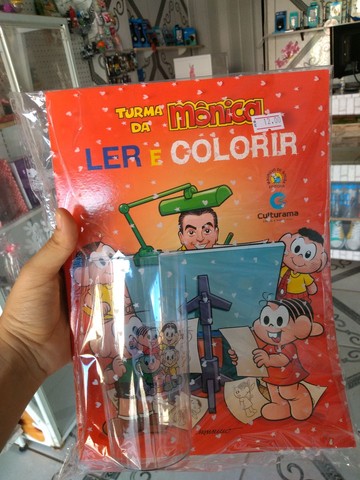 TURMA
DA
MÔNICA
LER E COLORIR
Culturama